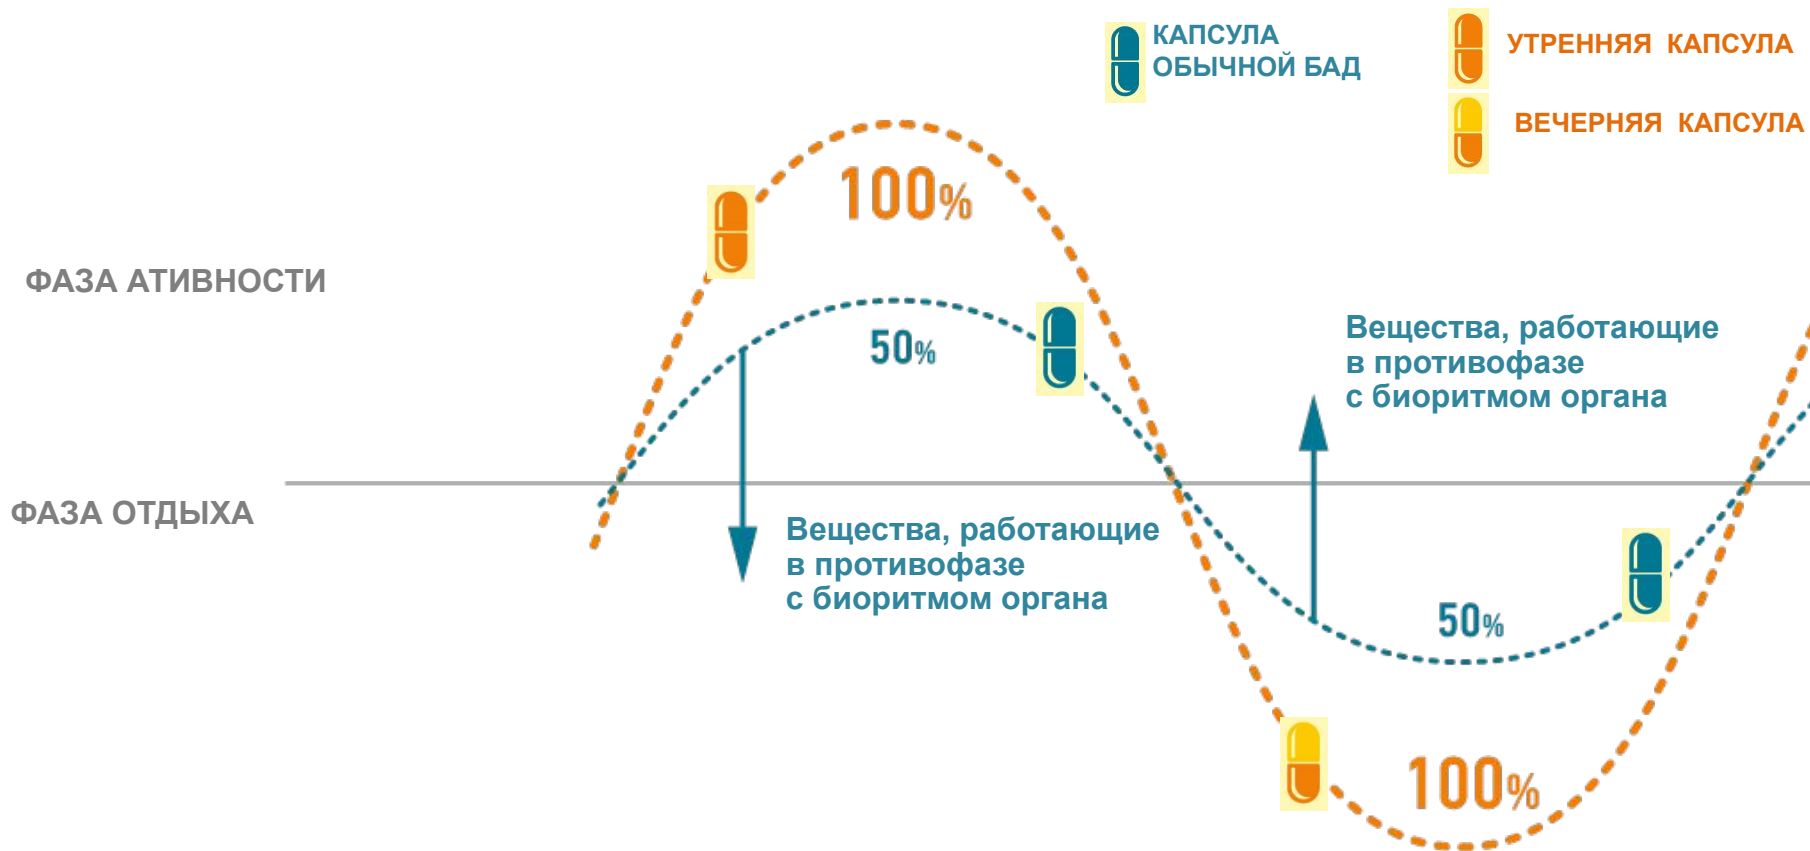 КАПСУЛА
ОБЫЧНОЙ БАД
УТРЕННЯЯ КАПСУЛА
ВЕЧЕРНЯЯ КАПСУЛА
100%
ФАЗА АТИВНОСТИ
50%
Вещества, работающие
в противофазе
с биоритмом органа
ФАЗА ОТДЫХА
Вещества, работающие
в противофазе
с биоритмом органа
50%
100%